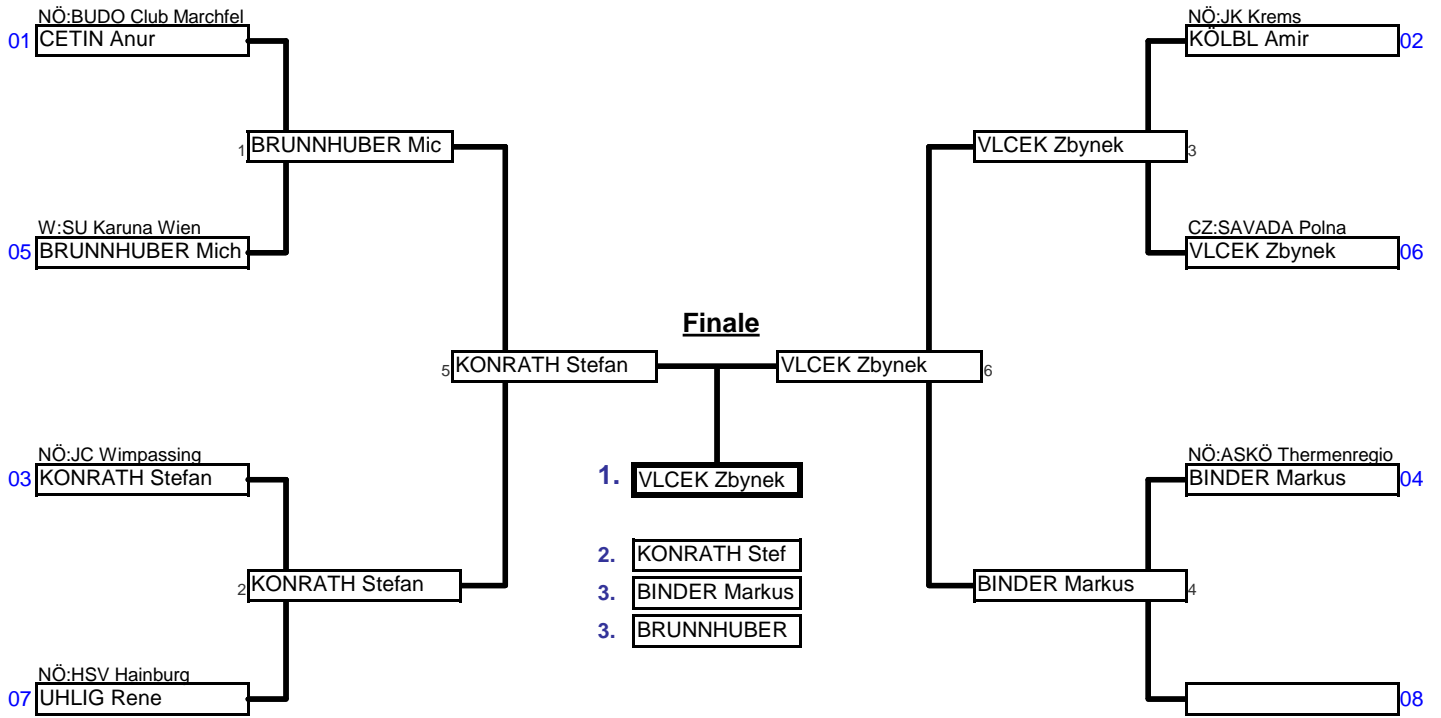 NÖ:BUDO Club Marchfel
01 CETIN Anur
NÖ:JK Krems
KÖLBL Amir 02
1 BRUNNHUBER Mic
VLCEK Zbynek 3
W:SU Karuna Wien
05 BRUNNHUBER Mich
CZ:SAVADA Polna
VLCEK Zbynek 06
Finale
5 KONRATH Stefan
VLCEK Zbynek 6
NÖ:JC Wimpassing
03 KONRATH Stefan
1. VLCEK Zbynek
NÖ:ASKÖ Thermenregio
BINDER Markus 04
2. KONRATH Stef
2 KONRATH Stefan
3. BINDER Markus
BINDER Markus 4
3. BRUNNHUBER
NÖ:HSV Hainburg
07 UHLIG Rene
08